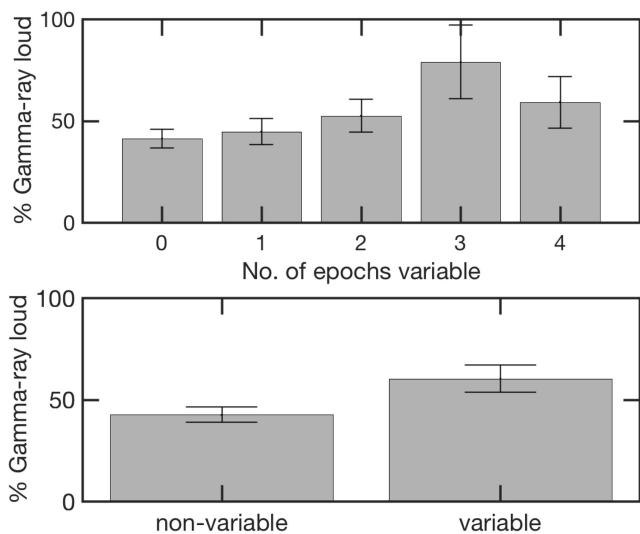 % Gamma-ray loud
100
50
0
0 1 2 3 4
No. of epochs variable
% Gamma-ray loud
100
50
0
non-variable variable